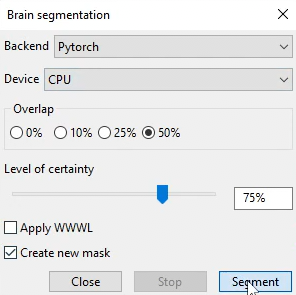 Brain segmentation
Backend Pytorch
Device CPU
Overlap
0% 10% 25% 50%
Level of certainty
75%
Apply WWWL
Create new mask
Close Stop Segment